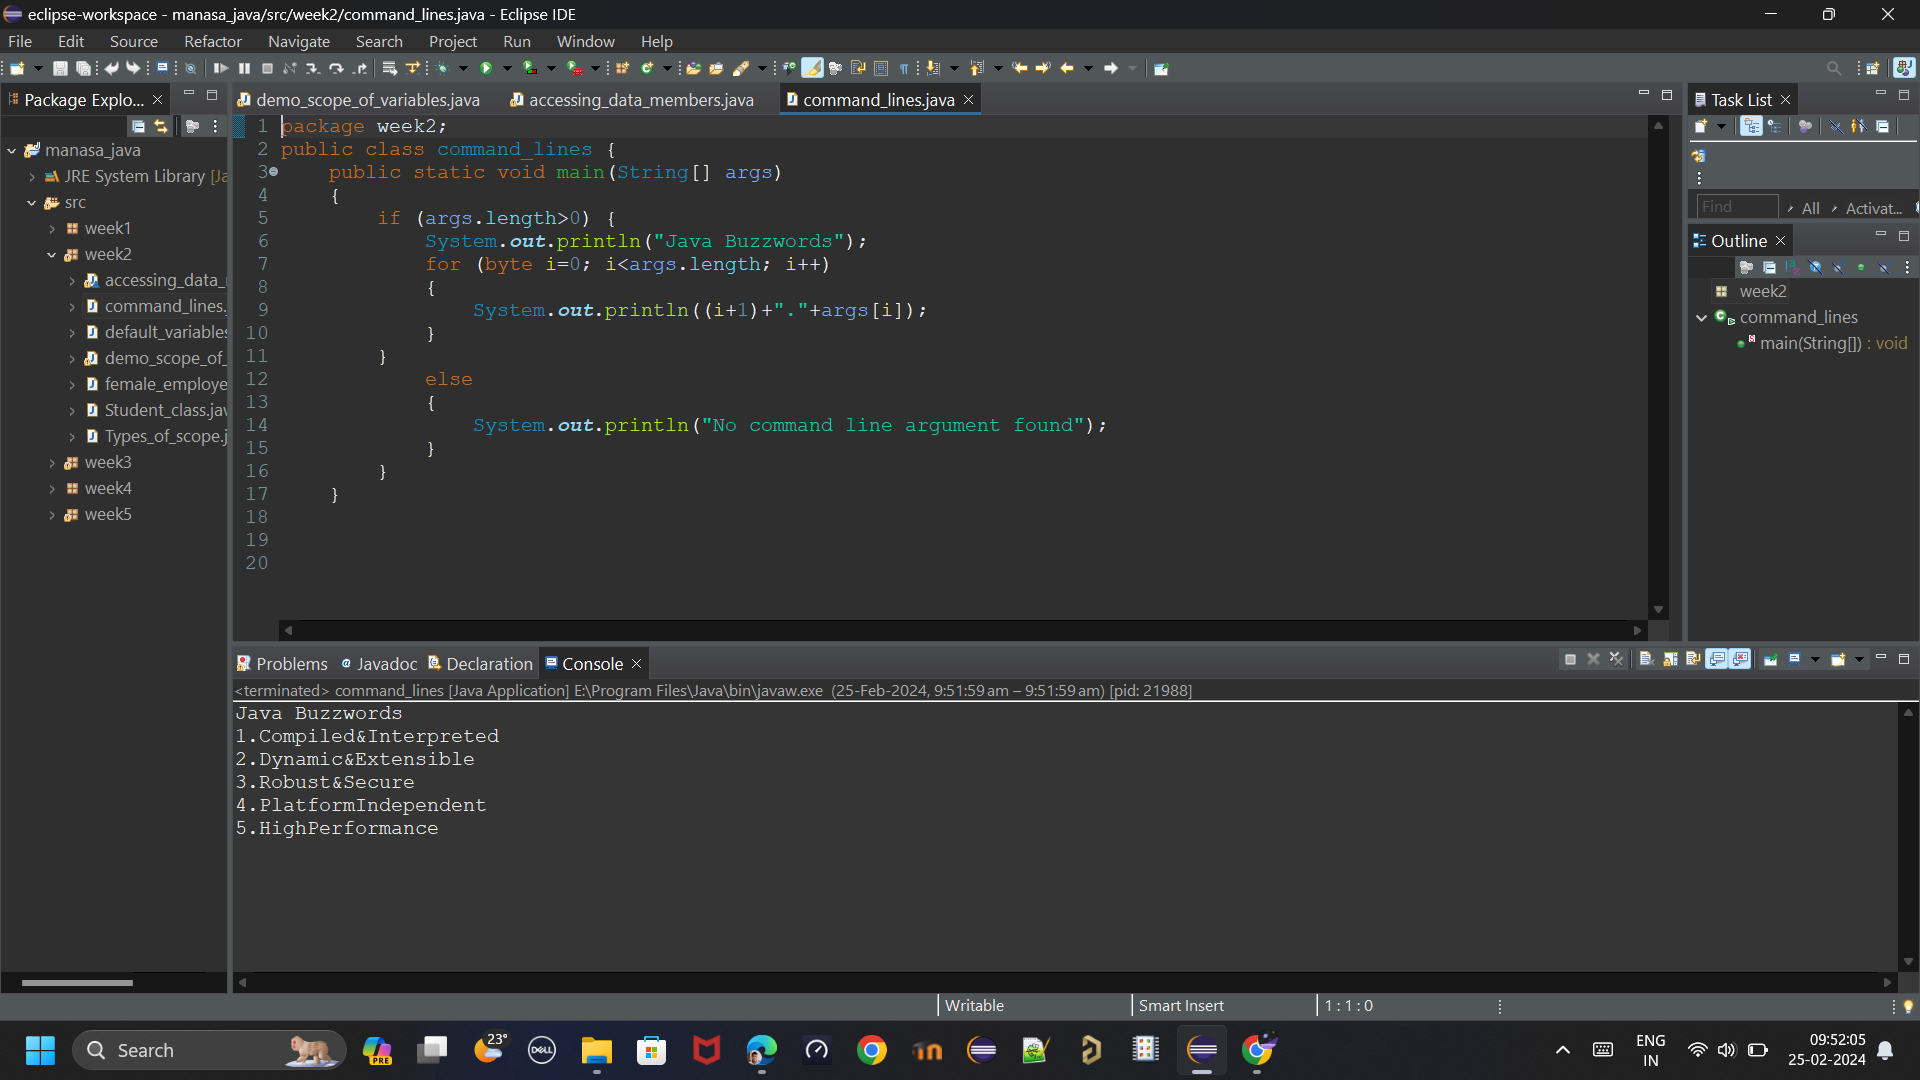 eclipse-workspace - manasa_java/src/week2/command_lines.java - Eclipse IDE
File Edit Source Refactor Navigate Search Project Run Window Help
Package Explo...
demo_scope_of_variables.java
accessing_data_members.java
command_lines.java
Task List
manasa_java
JRE System Library [Ja
src
week1
week2
accessing_data_
command_lines.
default_variable
demo_scope_of_
female_employe
Student_class.jav
Types_of_scope.j
week3
week4
week5
1 package week2;
2 public class command_lines {
3 public static void main(String[] args)
4 {
5 if (args.length>0) {
6 System.out.println("Java Buzzwords");
7 for (byte i=0; i<args.length; i++)
8 {
9 System.out.println((i+1)+"."+args[i]);
10 }
11 }
12 else
13 {
14 System.out.println("No command line argument found");
15 }
16 }
17 }
18
19
20
Find All Activat...
Outline
week2
command_lines
main(String[]) : void
Problems Javadoc Declaration Console
<terminated> command_lines [Java Application] E:\Program Files\Java\bin\javaw.exe (25-Feb-2024, 9:51:59 am – 9:51:59 am) [pid: 21988]
Java Buzzwords
1.Compiled&Interpreted
2.Dynamic&Extensible
3.Robust&Secure
4.PlatformIndependent
5.HighPerformance
Writable Smart Insert 1 : 1 : 0
Search
PRE
23°
DELL
ENG
IN
09:52:05
25-02-2024